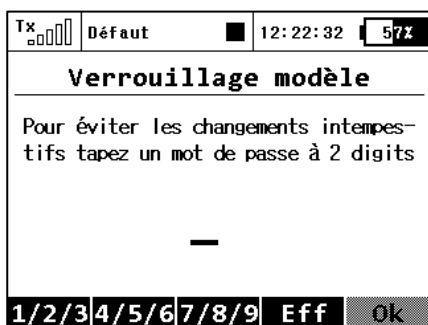 Tx Défaut 12:22:32 57%
Verrouillage modèle
Pour éviter les changements intempes-
tifs tapez un mot de passe à 2 digits
1/2/3 4/5/6 7/8/9 Eff Ok